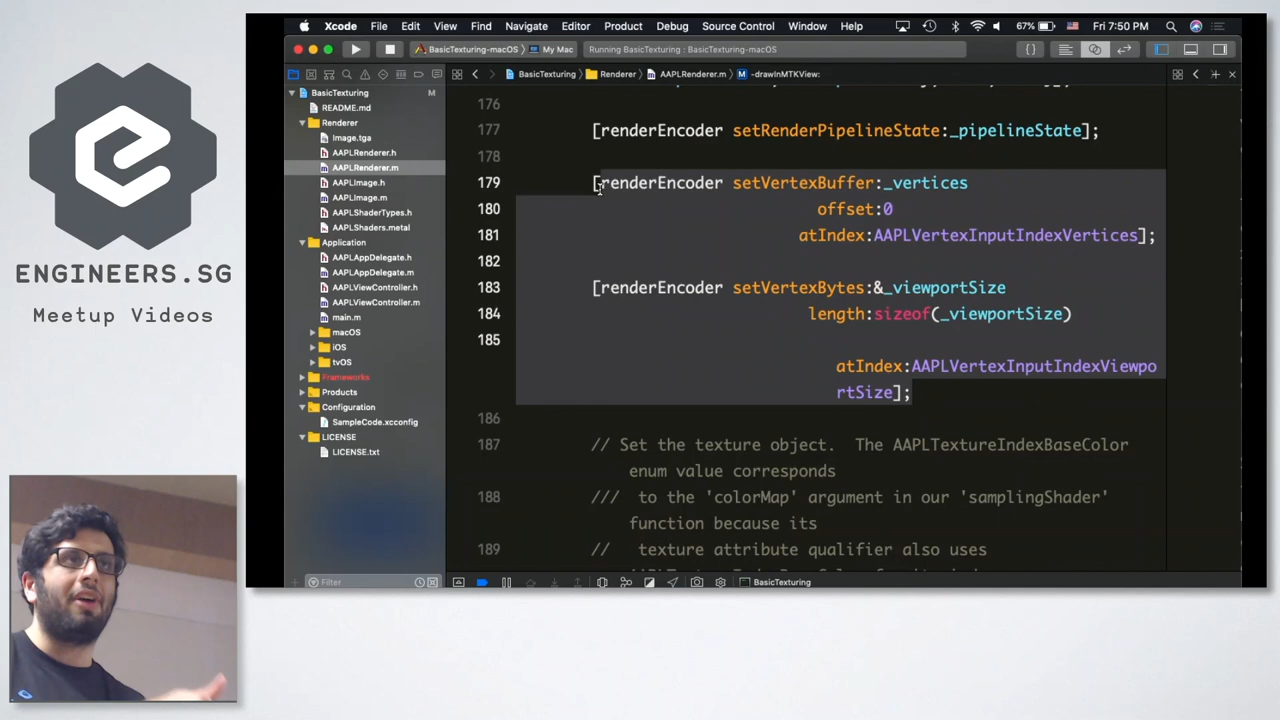 Xcode File Edit View Find Navigate Editor Product Debug Source Control Window Help 67% Fri 7:50 PM
BasicTexturing-macOS My Mac Running BasicTexturing : BasicTexturing-macOS
BasicTexturing Renderer AAPLRenderer.m M -drawInMTKView:
BasicTexturing M
README.md
Renderer
Image.tga
AAPLRenderer.h
AAPLRenderer.m
AAPLImage.h
AAPLImage.m
AAPLShaderTypes.h
AAPLShaders.metal
Application
AAPLAppDelegate.h
AAPLAppDelegate.m
AAPLViewController.h
AAPLViewController.m
main.m
macOS
iOS
tvOS
Frameworks
Products
Configuration
SampleCode.xcconfig
LICENSE
LICENSE.txt
Filter
176
177 [renderEncoder setRenderPipelineState:_pipelineState];
178
179 [renderEncoder setVertexBuffer:_vertices
180 offset:0
181 atIndex:AAPLVertexInputIndexVertices];
182
183 [renderEncoder setVertexBytes:&_viewportSize
184 length:sizeof(_viewportSize)
185
atIndex:AAPLVertexInputIndexViewpo
rtSize];
186
187 // Set the texture object.  The AAPLTextureIndexBaseColor
enum value corresponds
188 ///  to the 'colorMap' argument in our 'samplingShader'
function because its
189 //   texture attribute qualifier also uses
BasicTexturing
ENGINEERS.SG
Meetup Videos